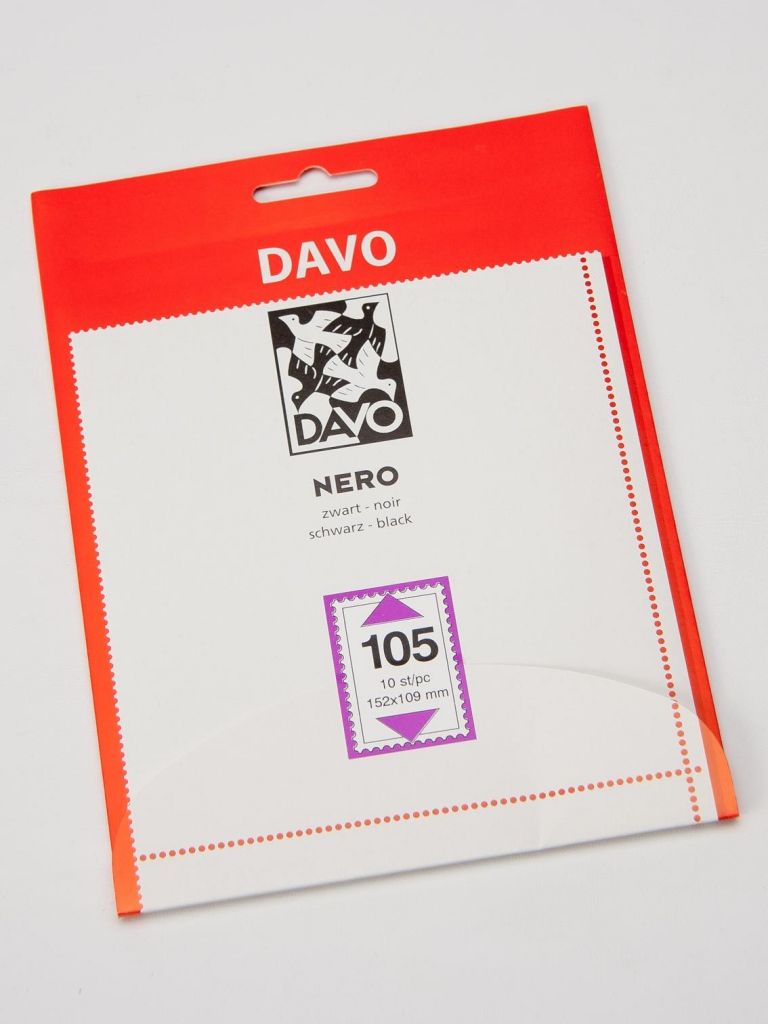 DAVO
DAVO
NERO
zwart - noir
schwarz - black
105
10 st/pc
152x109 mm